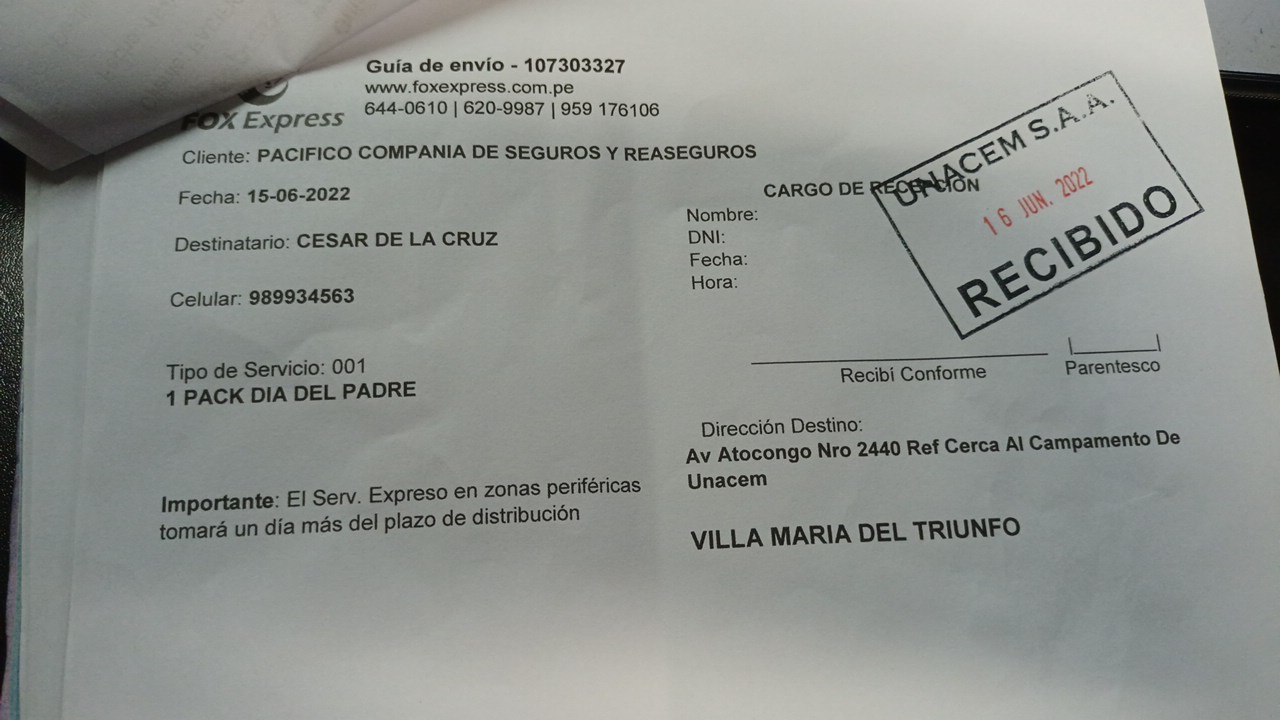 Guía de envío - 107303327
www.foxexpress.com.pe
644-0610 | 620-9987 | 959 176106
FOX Express
Cliente: PACIFICO COMPANIA DE SEGUROS Y REASEGUROS
Fecha: 15-06-2022
Destinatario: CESAR DE LA CRUZ
Celular: 989934563
Tipo de Servicio: 001
1 PACK DIA DEL PADRE
Importante: El Serv. Expreso en zonas periféricas
tomará un día más del plazo de distribución
CARGO DE RECEPCIÓN
Nombre:
DNI:
Fecha:
Hora:
UNACEM S.A.A.
16 JUN. 2022
RECIBIDO
Recibí Conforme
Parentesco
Dirección Destino:
Av Atocongo Nro 2440 Ref Cerca Al Campamento De
Unacem
VILLA MARIA DEL TRIUNFO